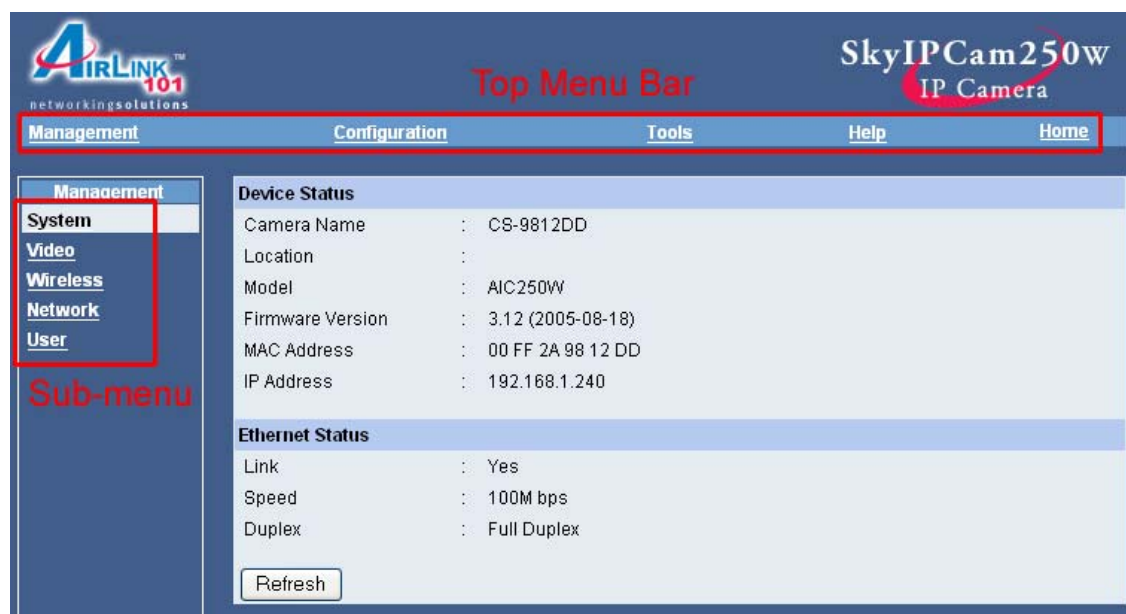 AIRLINK™
101
networkingsolutions
Top Menu Bar
SkyIPCam250W
IP Camera
Management Configuration Tools Help Home
Management
System
Video
Wireless
Network
User
Sub-menu
Device Status
Camera Name : CS-9812DD
Location :
Model : AIC250W
Firmware Version : 3.12 (2005-08-18)
MAC Address : 00 FF 2A 98 12 DD
IP Address : 192.168.1.240
Ethernet Status
Link : Yes
Speed : 100M bps
Duplex : Full Duplex
Refresh